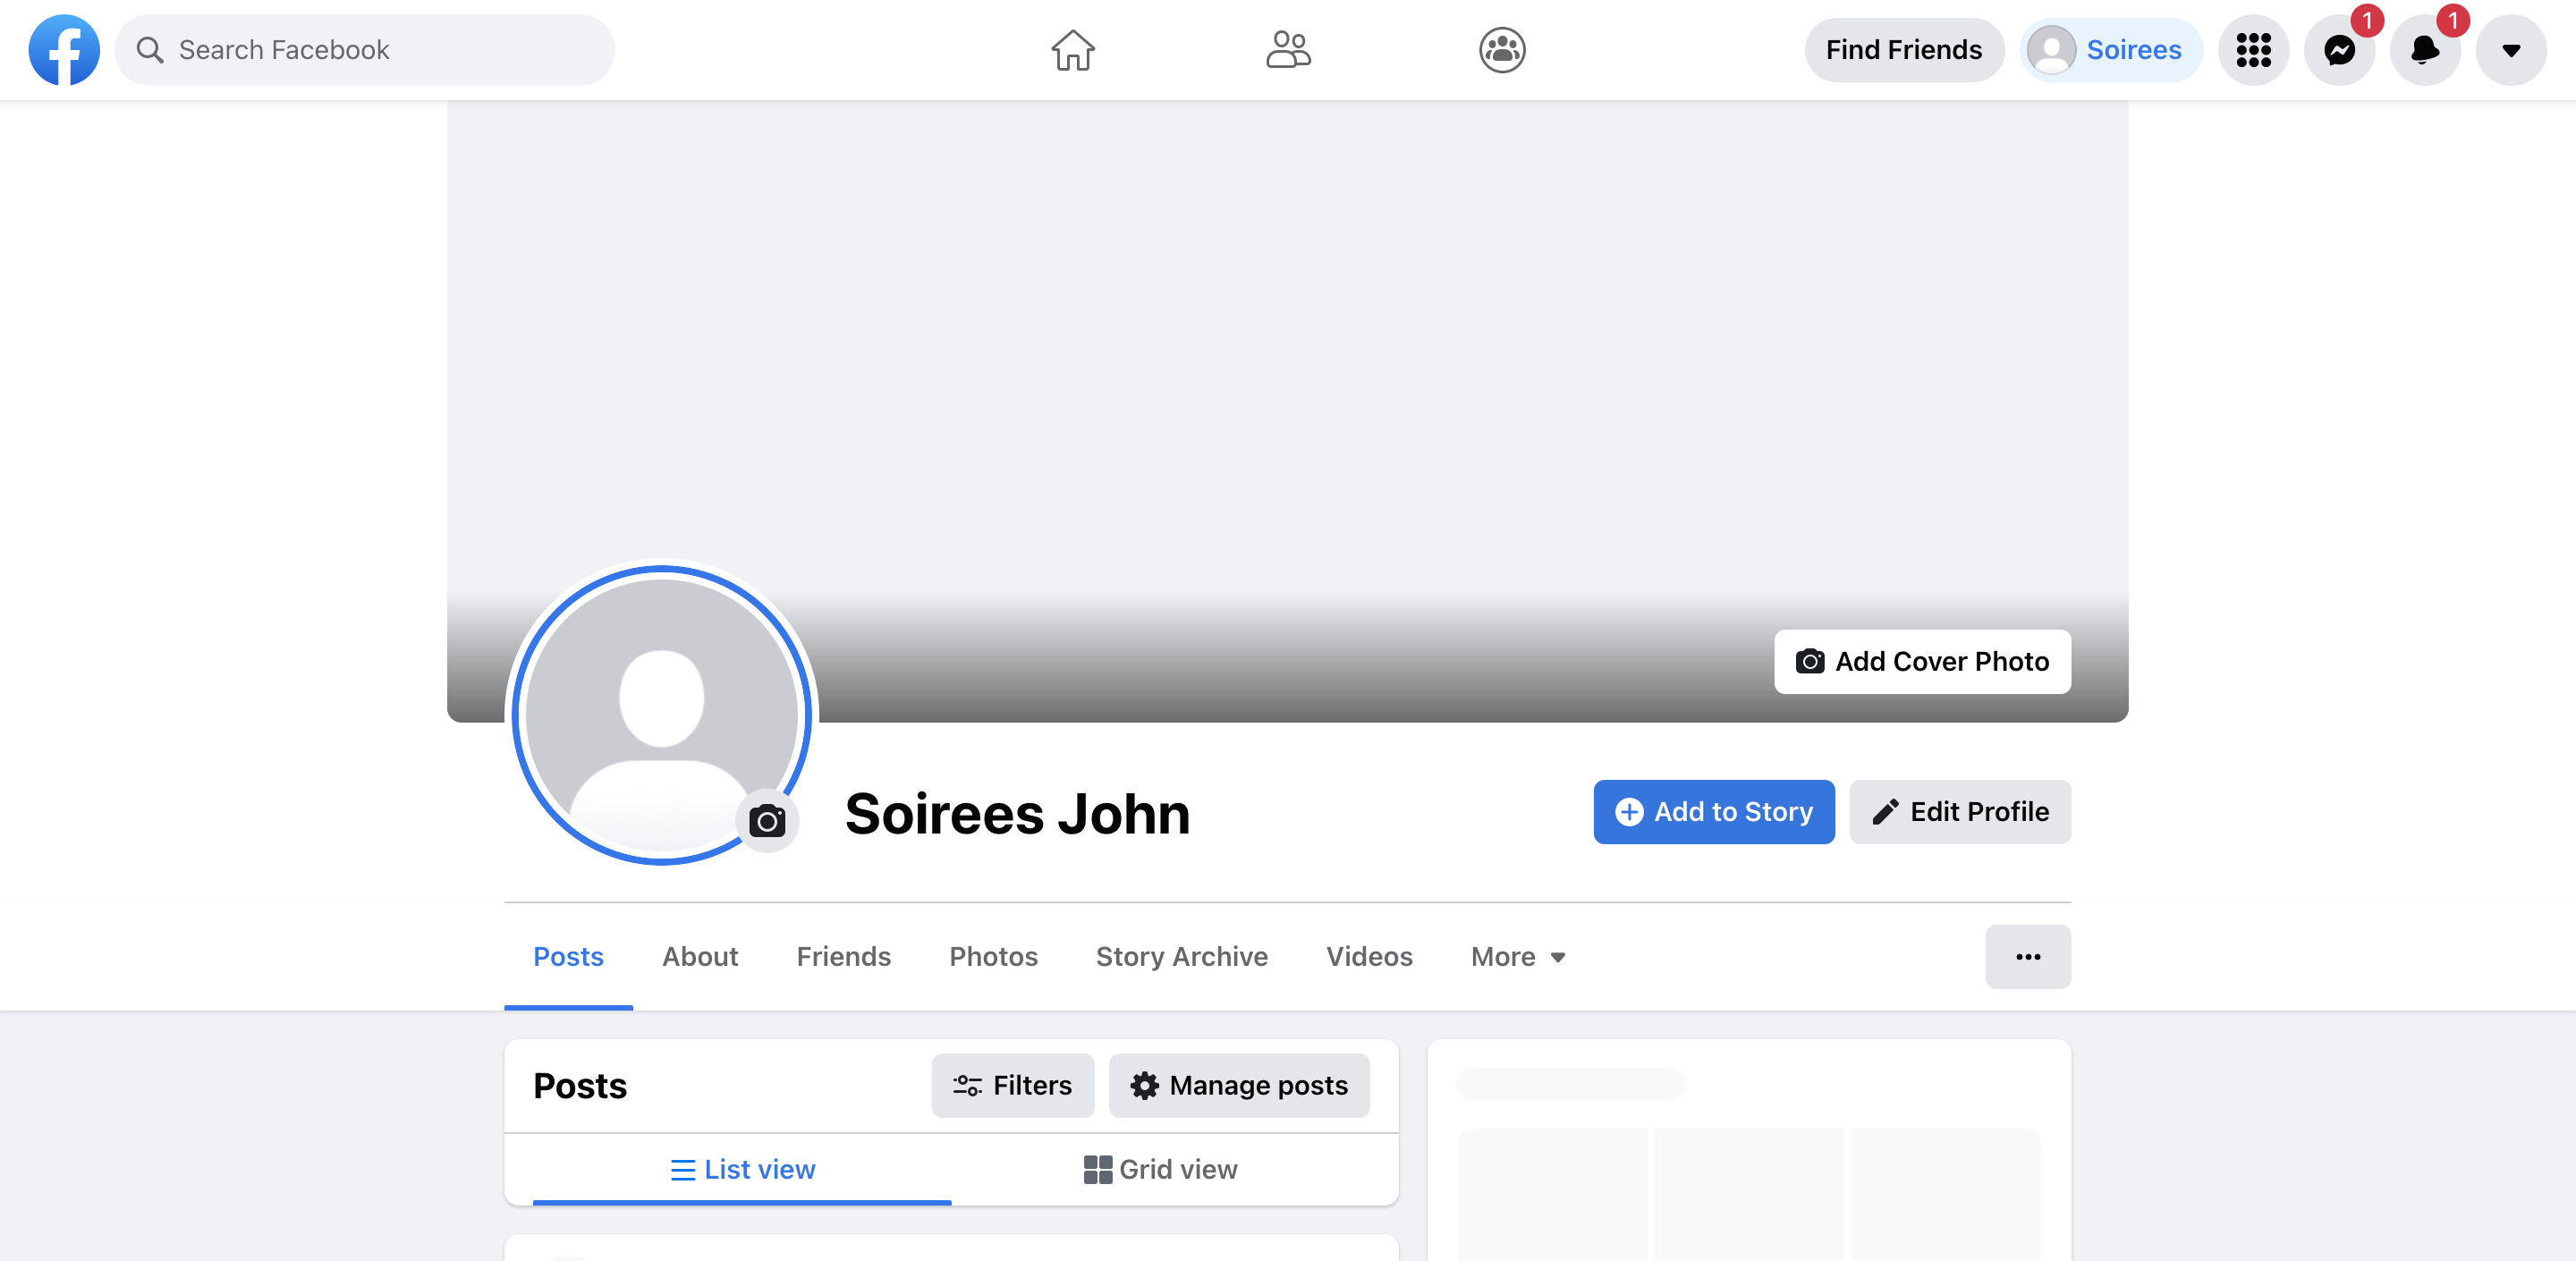 Search Facebook
Find Friends
Soirees
1
1
Add Cover Photo
Soirees John
Add to Story
Edit Profile
Posts
About
Friends
Photos
Story Archive
Videos
More
Posts
Filters
Manage posts
List view
Grid view